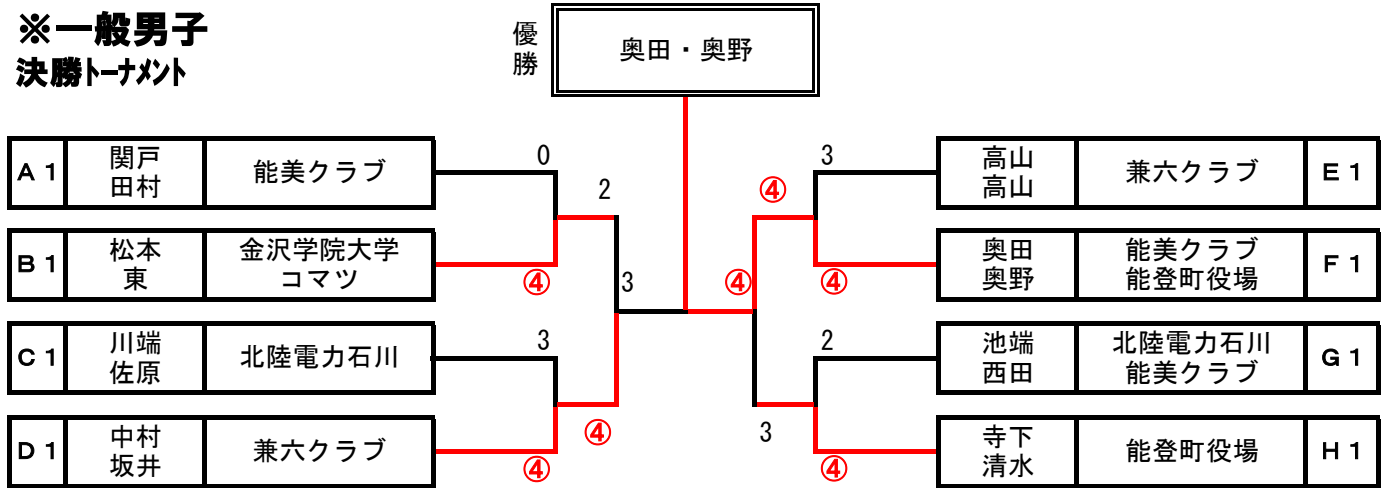 ※一般男子
決勝トーナメント
優勝
奥田・奥野
A1
関戸
田村
能美クラブ
0
B1
松本
東
金沢学院大学
コマツ
④
2
C1
川端
佐原
北陸電力石川
3
D1
中村
坂井
兼六クラブ
④
④
3
④
3
高山
高山
兼六クラブ
E1
④
奥田
奥野
能美クラブ
能登町役場
F1
④
2
池端
西田
北陸電力石川
能美クラブ
G1
3
④
寺下
清水
能登町役場
H1